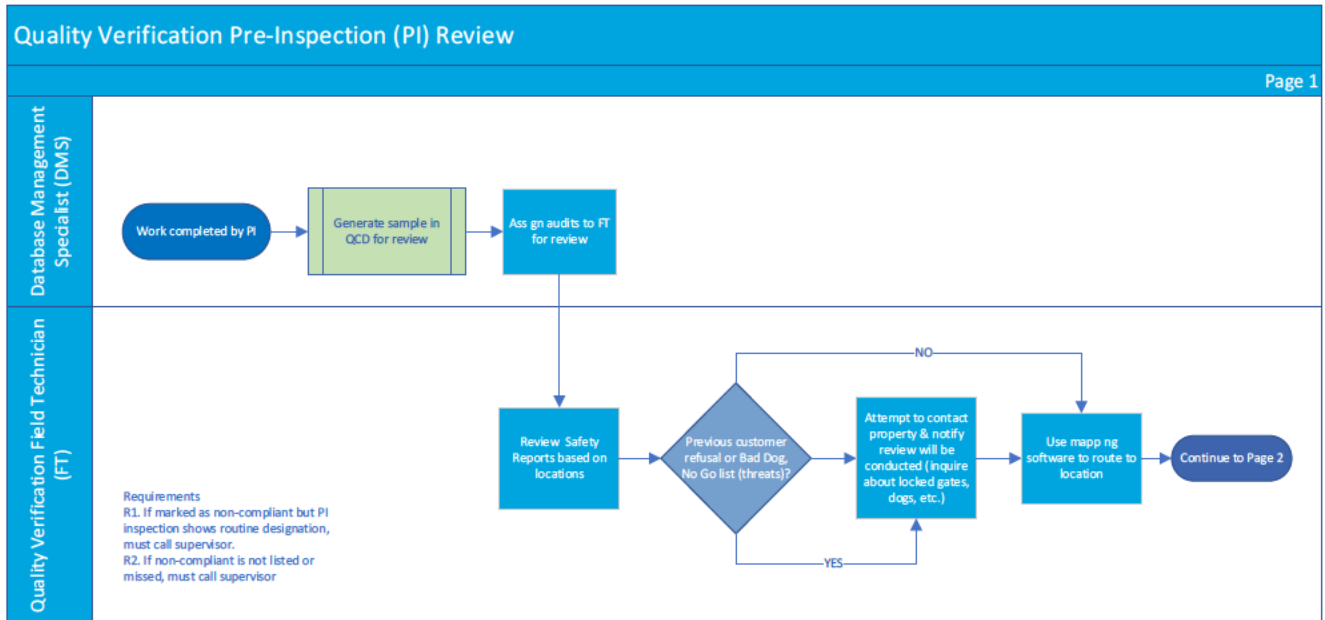 Quality Verification Pre-Inspection (PI) Review
Page 1
Database Management
Specialist (DMS)
Work completed by PI
Generate sample in
QCD for review
Ass gn audits to FT
for review
Quality Verification Field Technician
(FT)
Requirements
R1. If marked as non-compliant but PI
inspection shows routine designation,
must call supervisor.
R2. If non-compliant is not listed or
missed, must call supervisor
Review Safety
Reports based on
locations
Previous customer
refusal or Bad Dog,
No Go list (threats)?
NO
YES
Attempt to contact
property & notify
review will be
conducted (inquire
about locked gates,
dogs, etc.)
Use mapp ng
software to route to
location
Continue to Page 2